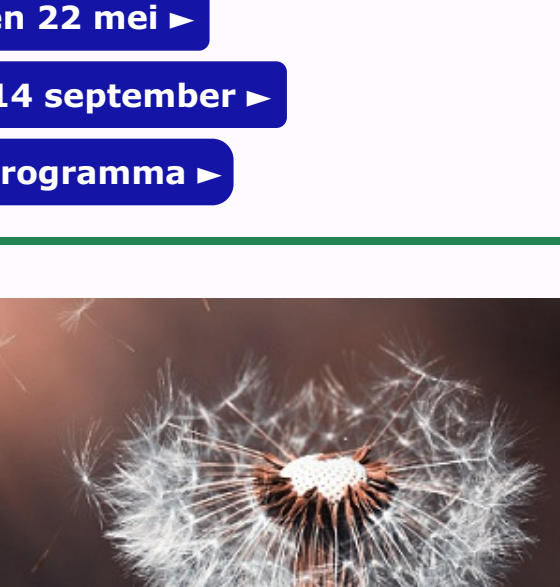 en 22 mei ►
14 september ►
rogramma ►